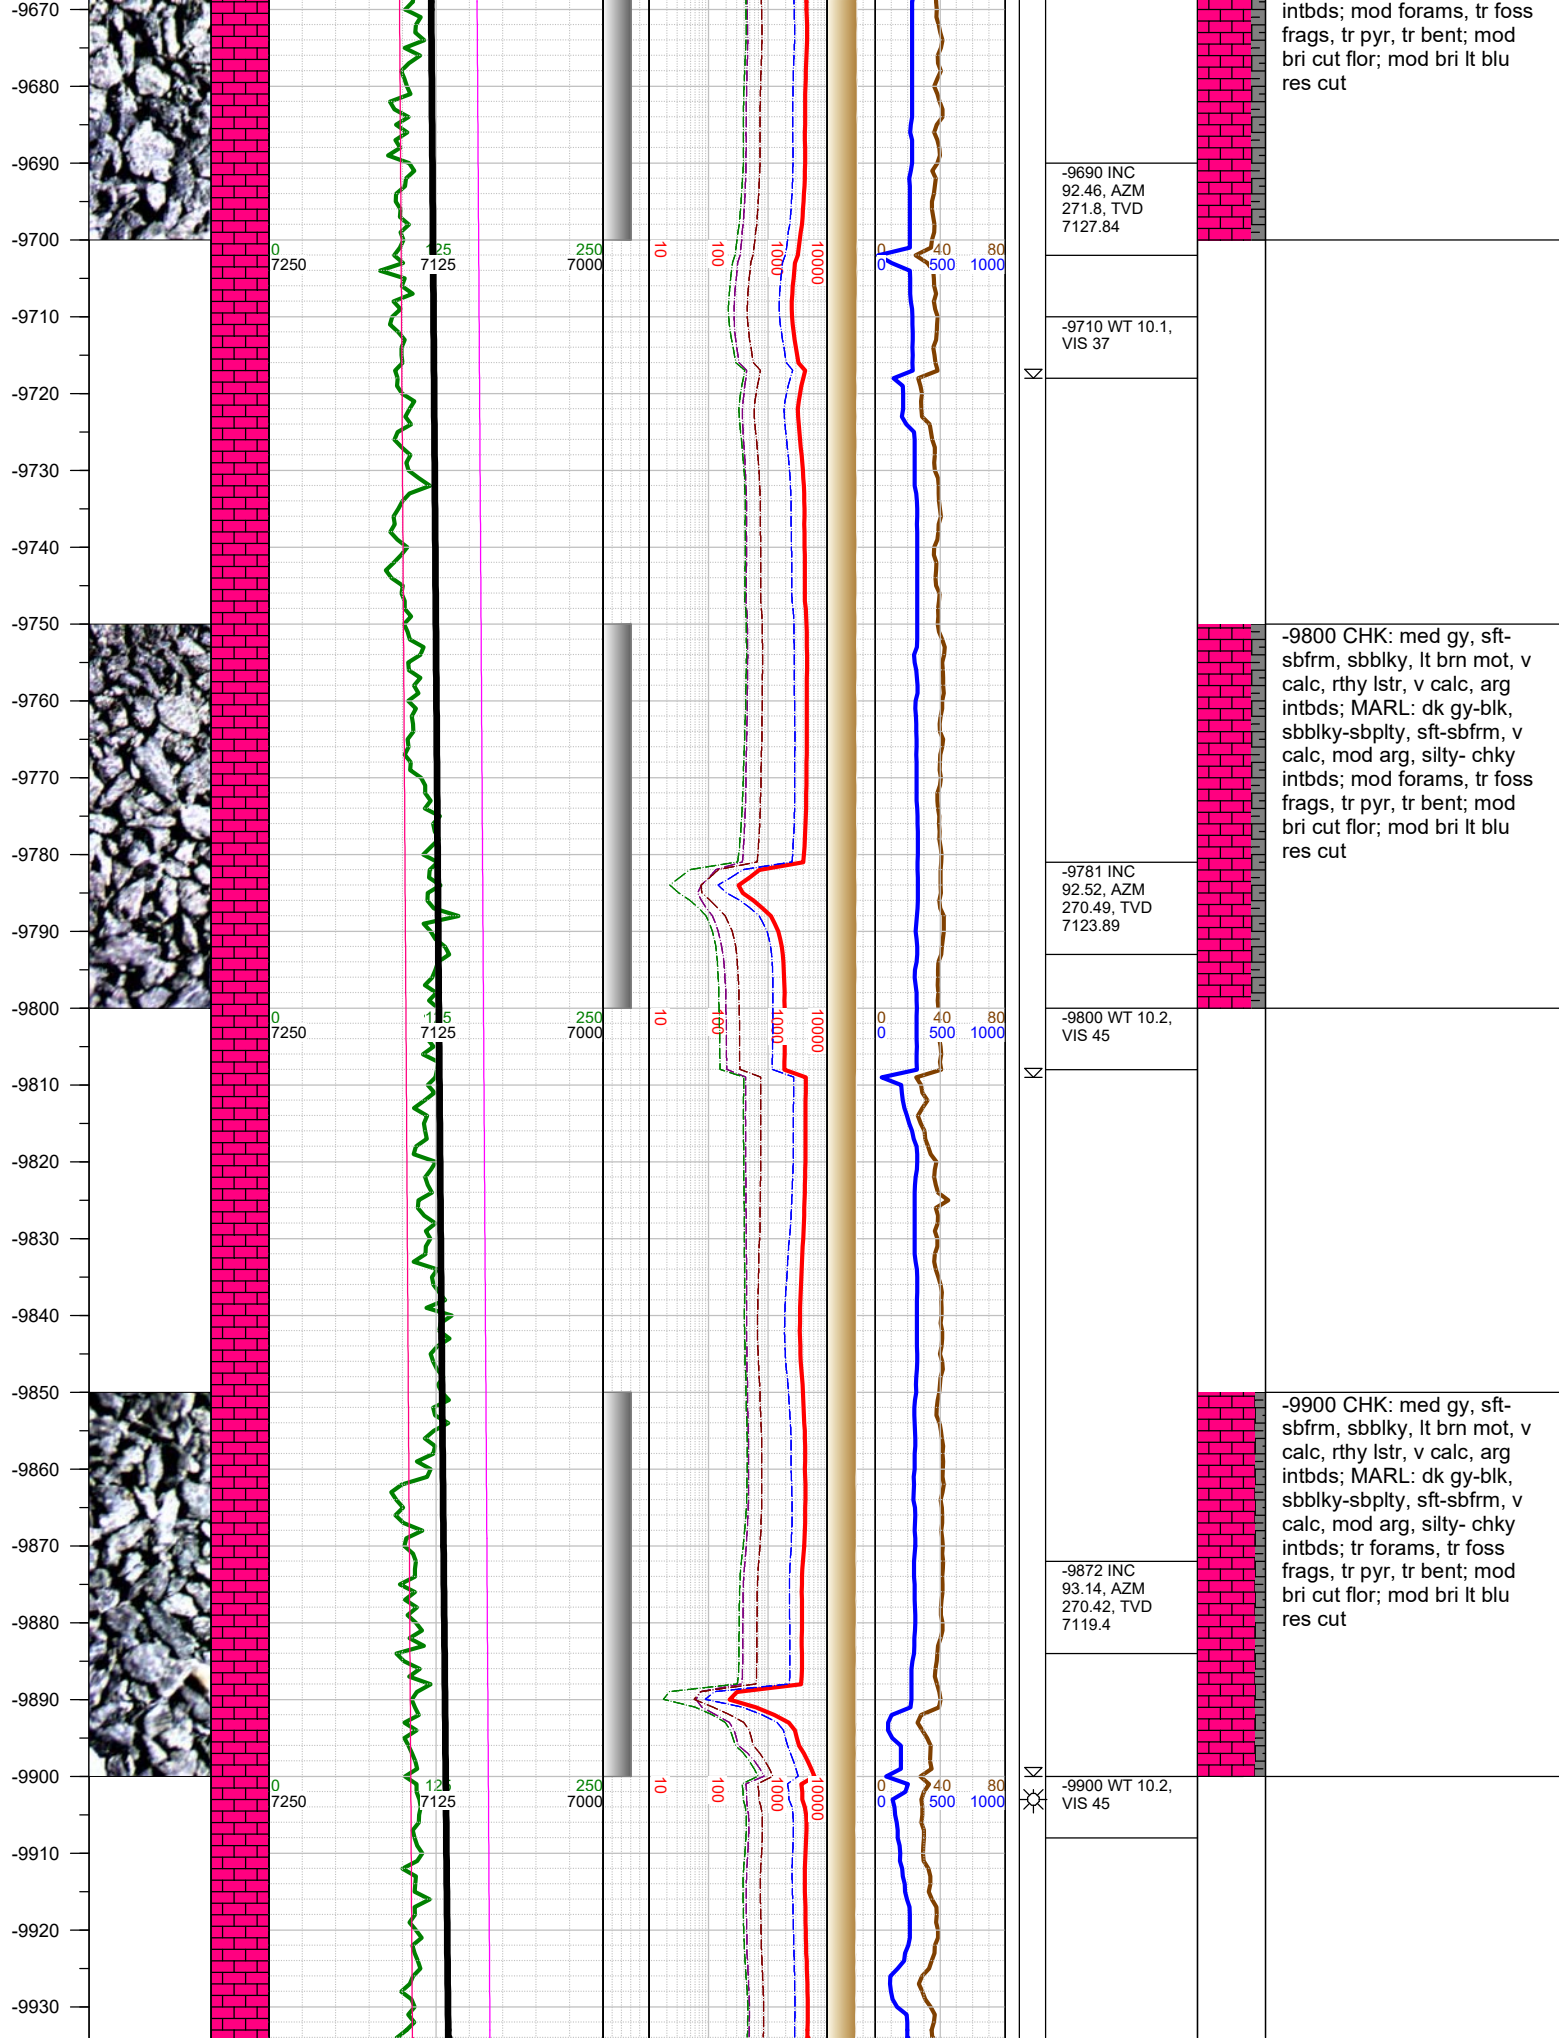 -9670
-9680
-9690
-9700
-9710
-9720
-9730
-9740
-9750
-9760
-9770
-9780
-9790
-9800
-9810
-9820
-9830
-9840
-9850
-9860
-9870
-9880
-9890
-9900
-9910
-9920
-9930
0 125 250
7250 7125 7000
10 100 1000 10000
0 40 80
0 500 1000
0 125 250
7250 7125 7000
10 100 1000 10000
0 40 80
0 500 1000
0 125 250
7250 7125 7000
10 100 1000 10000
0 40 80
0 500 1000
-9690 INC
92.46, AZM
271.8, TVD
7127.84
-9710 WT 10.1,
VIS 37
-9781 INC
92.52, AZM
270.49, TVD
7123.89
-9800 WT 10.2,
VIS 45
-9872 INC
93.14, AZM
270.42, TVD
7119.4
-9900 WT 10.2,
VIS 45
intbds; mod forams, tr foss
frags, tr pyr, tr bent; mod
bri cut flor; mod bri lt blu
res cut
-9800 CHK: med gy, sft-
sbfrm, sbblky, lt brn mot, v
calc, rthy lstr, v calc, arg
intbds; MARL: dk gy-blk,
sbblky-sbplty, sft-sbfrm, v
calc, mod arg, silty- chky
intbds; mod forams, tr foss
frags, tr pyr, tr bent; mod
bri cut flor; mod bri lt blu
res cut
-9900 CHK: med gy, sft-
sbfrm, sbblky, lt brn mot, v
calc, rthy lstr, v calc, arg
intbds; MARL: dk gy-blk,
sbblky-sbplty, sft-sbfrm, v
calc, mod arg, silty- chky
intbds; tr forams, tr foss
frags, tr pyr, tr bent; mod
bri cut flor; mod bri lt blu
res cut